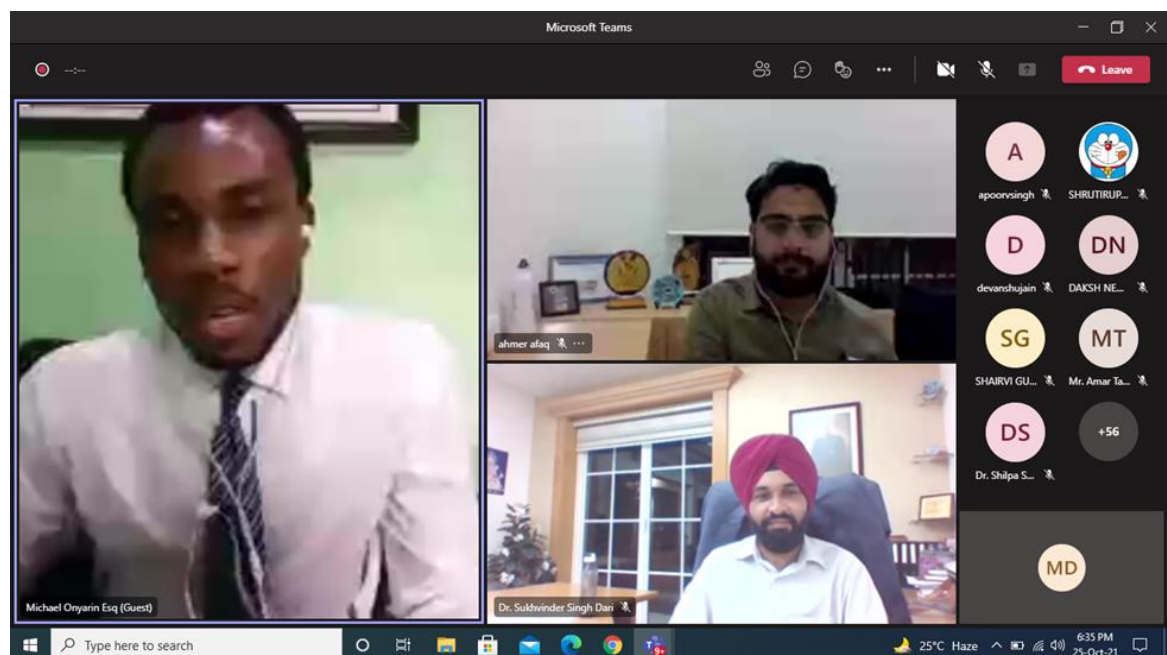 Microsoft Teams
--:--
Leave
Michael Onyarin Esq (Guest)
ahmer afaq
Dr. Sukhvinder Singh Dari
A
apoorvsingh
SHRUTIRUP...
D
devanshujain
DN
DAKSH NE...
SG
SHAIRVI GU...
MT
Mr. Amar Ta...
DS
Dr. Shilpa S...
+56
MD
Type here to search
9+
25°C Haze
6:35 PM
25-Oct-21